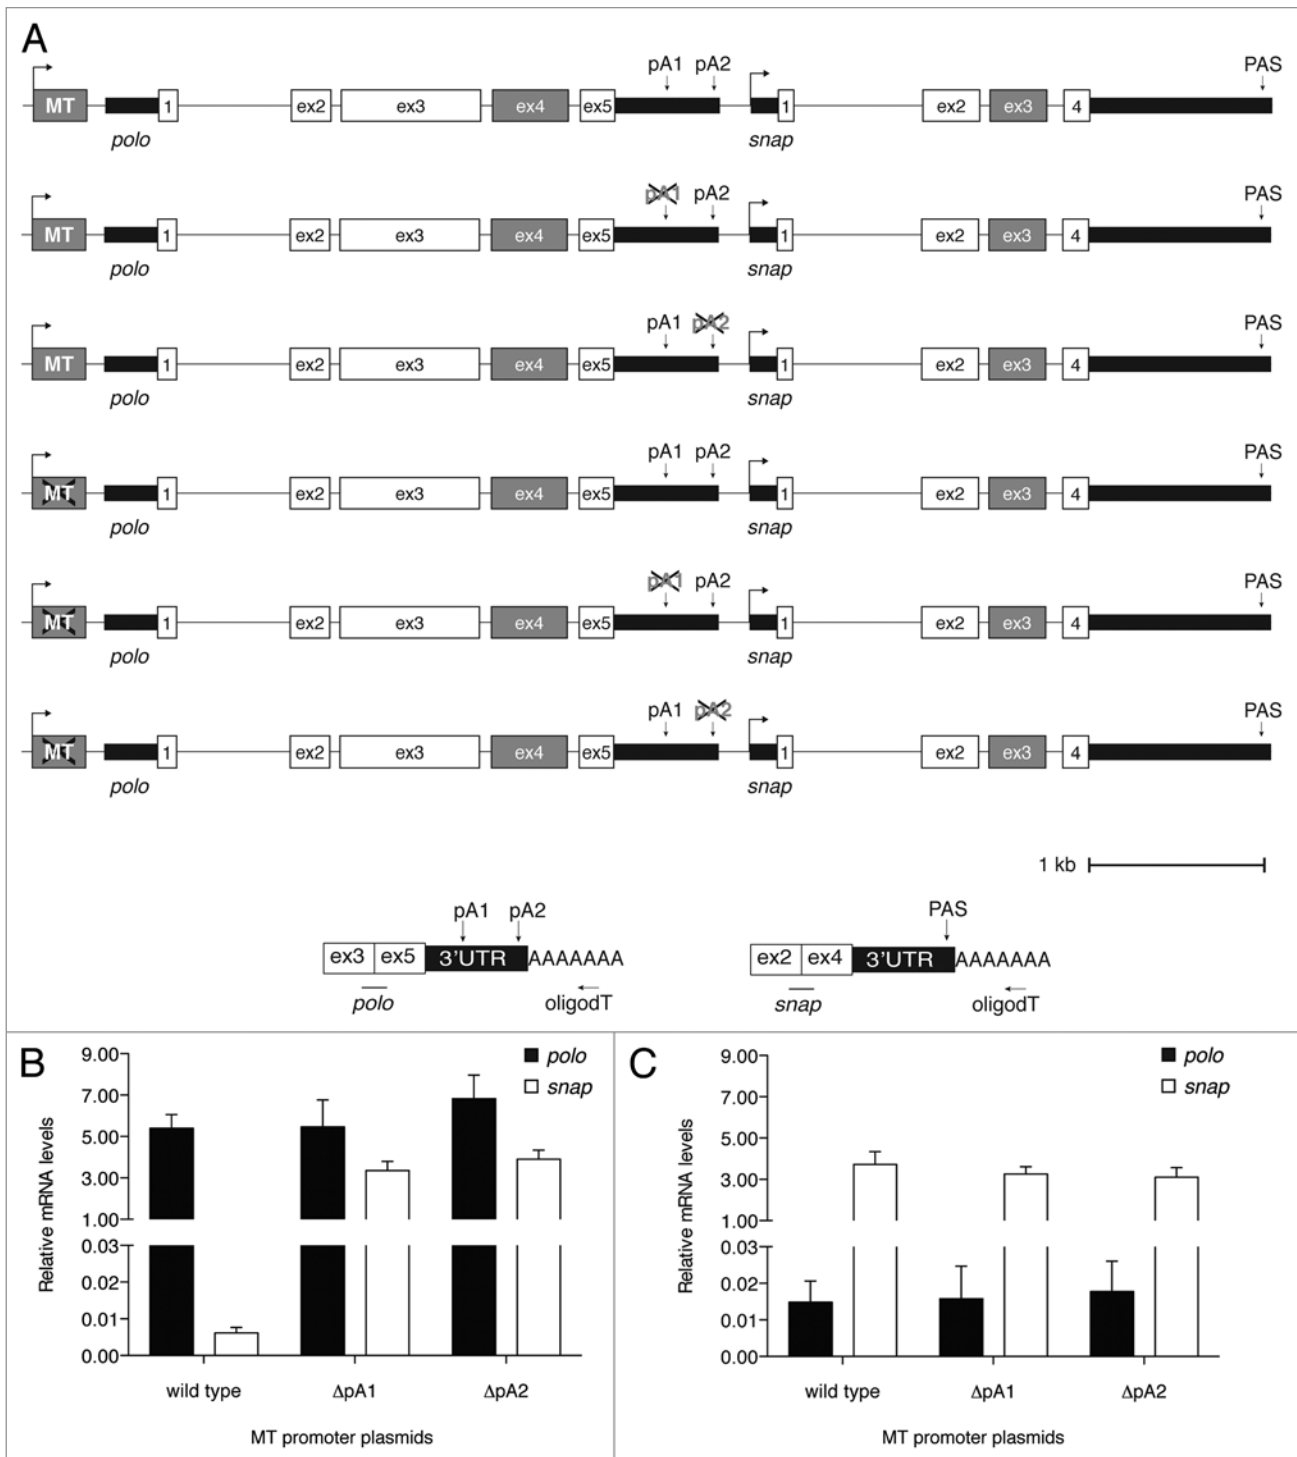 A
pA1 pA2 PAS
MT 1 ex2 ex3 ex4 ex5 1 ex2 ex3 4
polo snap
pA1 pA2 PAS
MT 1 ex2 ex3 ex4 ex5 1 ex2 ex3 4
polo snap
pA1 pA2 PAS
MT 1 ex2 ex3 ex4 ex5 1 ex2 ex3 4
polo snap
pA1 pA2 PAS
MT 1 ex2 ex3 ex4 ex5 1 ex2 ex3 4
polo snap
pA1 pA2 PAS
MT 1 ex2 ex3 ex4 ex5 1 ex2 ex3 4
polo snap
pA1 pA2 PAS
MT 1 ex2 ex3 ex4 ex5 1 ex2 ex3 4
polo snap
1 kb
pA1 pA2 PAS
ex3 ex5 3'UTR AAAAAAA ex2 ex4 3'UTR AAAAAAA
polo oligodT snap oligodT
B
Relative mRNA levels
9.00
7.00
5.00
3.00
1.00
0.03
0.02
0.01
0.00
polo
snap
wild type ΔpA1 ΔpA2
MT promoter plasmids
C
Relative mRNA levels
9.00
7.00
5.00
3.00
1.00
0.03
0.02
0.01
0.00
polo
snap
wild type ΔpA1 ΔpA2
MT promoter plasmids